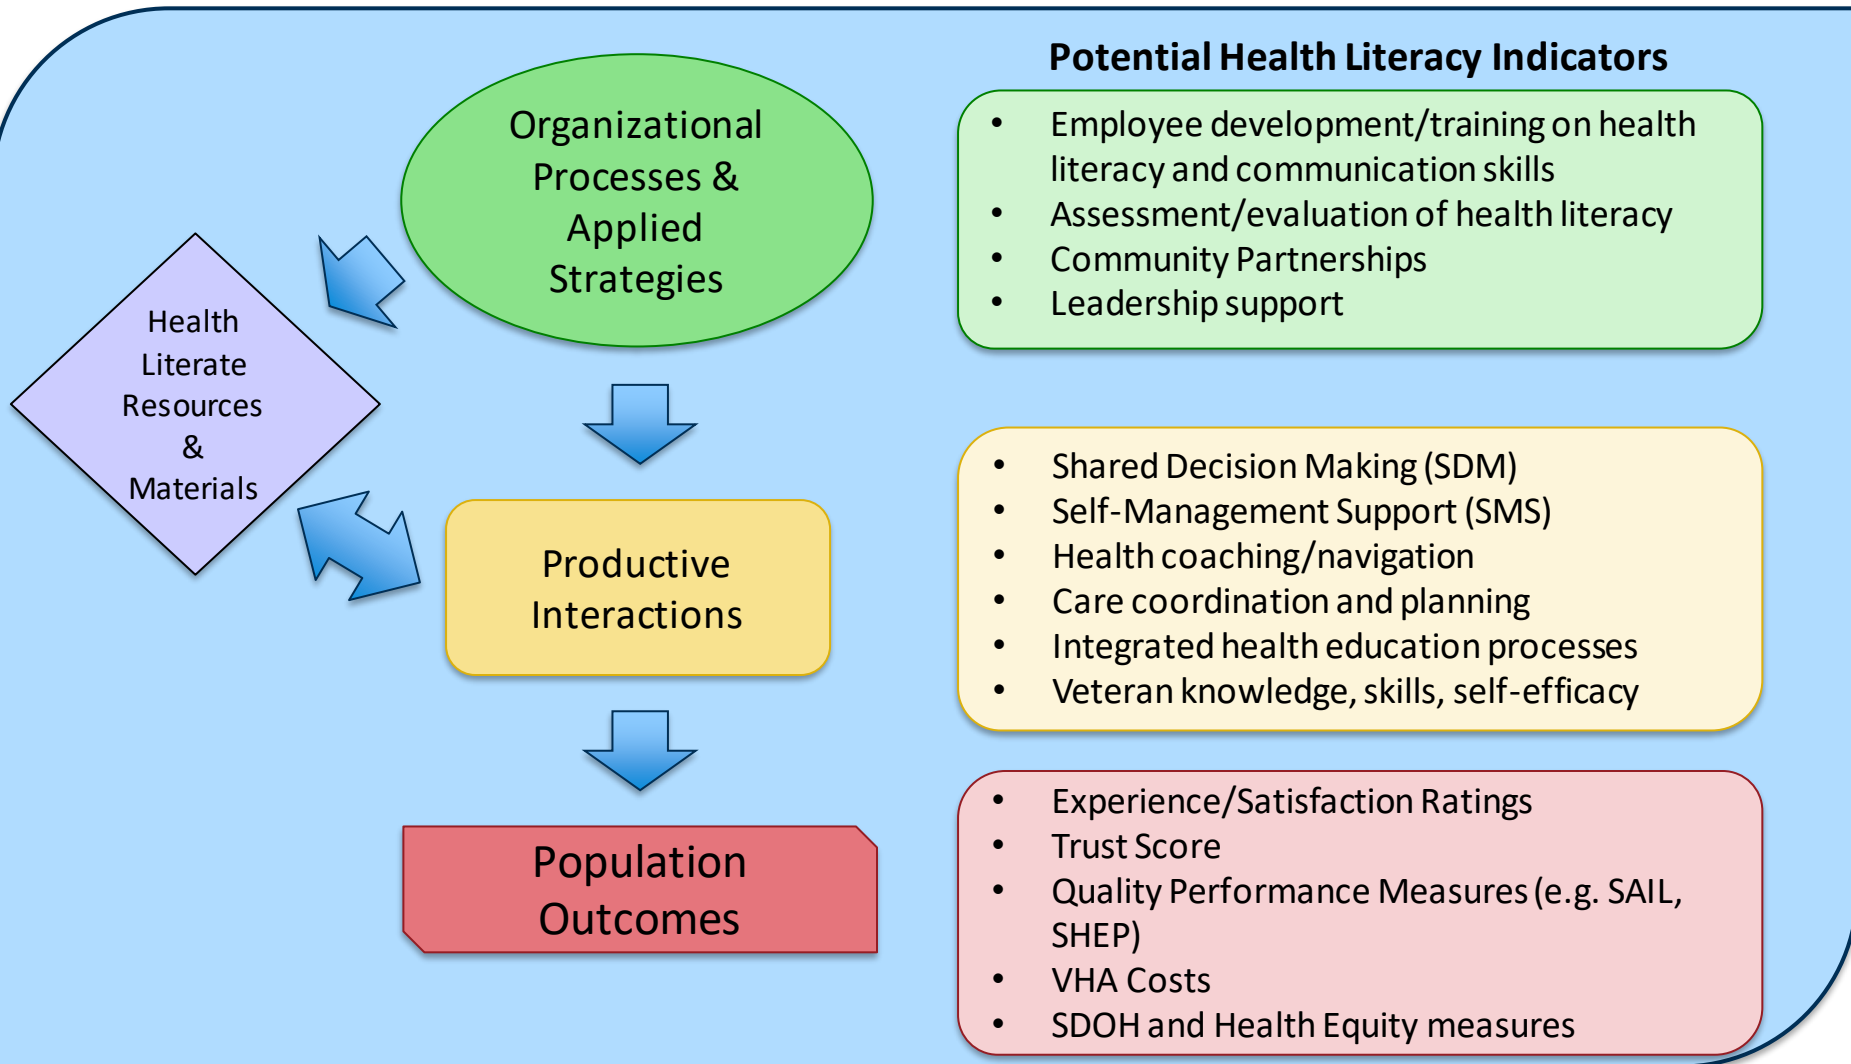 Potential Health Literacy Indicators
Organizational
Processes &
Applied
Strategies
Health
Literate
Resources
&
Materials
Productive
Interactions
Population
Outcomes
• Employee development/training on health
literacy and communication skills
• Assessment/evaluation of health literacy
• Community Partnerships
• Leadership support
• Shared Decision Making (SDM)
• Self-Management Support (SMS)
• Health coaching/navigation
• Care coordination and planning
• Integrated health education processes
• Veteran knowledge, skills, self-efficacy
• Experience/Satisfaction Ratings
• Trust Score
• Quality Performance Measures (e.g. SAIL,
SHEP)
• VHA Costs
• SDOH and Health Equity measures